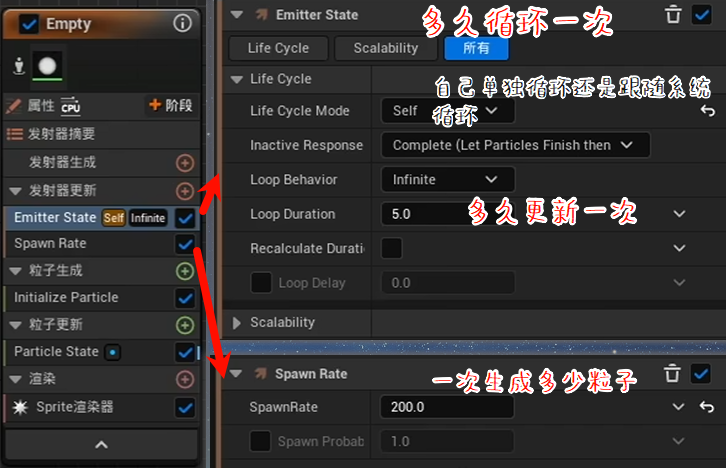 Empty
属性 CPU 阶段
发射器摘要
发射器生成
发射器更新
Emitter State Self Infinite
Spawn Rate
粒子生成
Initialize Particle
粒子更新
Particle State
渲染
Sprite渲染器
Emitter State 多久循环一次
Life Cycle Scalability 所有
Life Cycle 自己单独循环还是跟随系统
循环
Life Cycle Mode Self
Inactive Response Complete (Let Particles Finish then
Loop Behavior Infinite
Loop Duration 5.0 多久更新一次
Recalculate Durati
Loop Delay 0.0
Scalability
Spawn Rate 一次生成多少粒子
SpawnRate 200.0
Spawn Probab 1.0